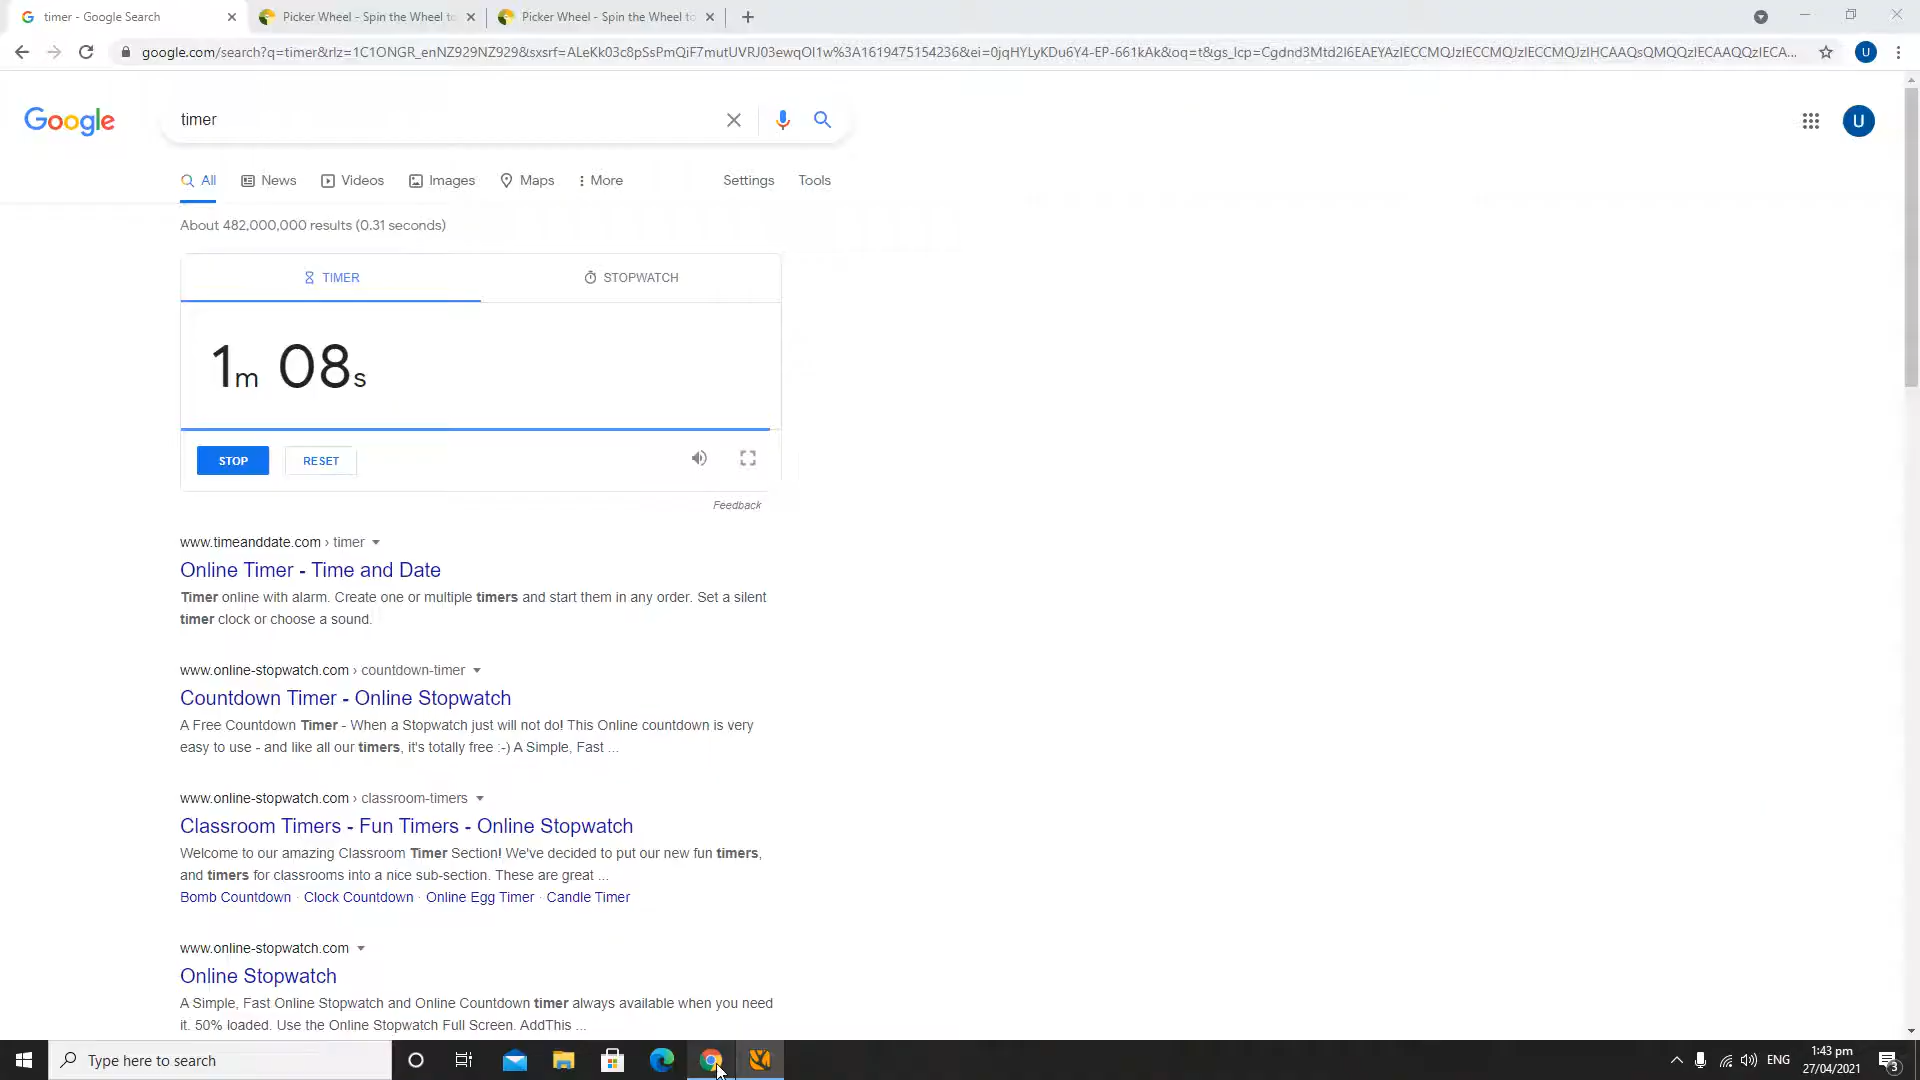 timer - Google Search
Picker Wheel - Spin the Wheel to
Picker Wheel - Spin the Wheel to
google.com/search?q=timer&rlz=1C1ONGR_enNZ929NZ929&sxsrf=ALeKk03c8pSsPmQiF7mutUVRJ03ewqOl1w%3A1619475154236&ei=0jqHYLyKDu6Y4-EP-661kAk&oq=t&gs_lcp=Cgdnd3Mtd2l6EAEYAzIECCMQJzIECCMQJzIECCMQJzIHCAAQsQMQQzIECAAQQzIECA...
U
Google
timer
U
All
News
Videos
Images
Maps
More
Settings
Tools
About 482,000,000 results (0.31 seconds)
TIMER
STOPWATCH
1m 08s
STOP
RESET
Feedback
www.timeanddate.com › timer
Online Timer - Time and Date
Timer online with alarm. Create one or multiple timers and start them in any order. Set a silent
timer clock or choose a sound.
www.online-stopwatch.com › countdown-timer
Countdown Timer - Online Stopwatch
A Free Countdown Timer - When a Stopwatch just will not do! This Online countdown is very
easy to use - and like all our timers, it's totally free :-) A Simple, Fast ...
www.online-stopwatch.com › classroom-timers
Classroom Timers - Fun Timers - Online Stopwatch
Welcome to our amazing Classroom Timer Section! We've decided to put our new fun timers,
and timers for classrooms into a nice sub-section. These are great ...
Bomb Countdown · Clock Countdown · Online Egg Timer · Candle Timer
www.online-stopwatch.com
Online Stopwatch
A Simple, Fast Online Stopwatch and Online Countdown timer always available when you need
it. 50% loaded. Use the Online Stopwatch Full Screen. AddThis ...
Type here to search
ENG
1:43 pm
27/04/2021
3